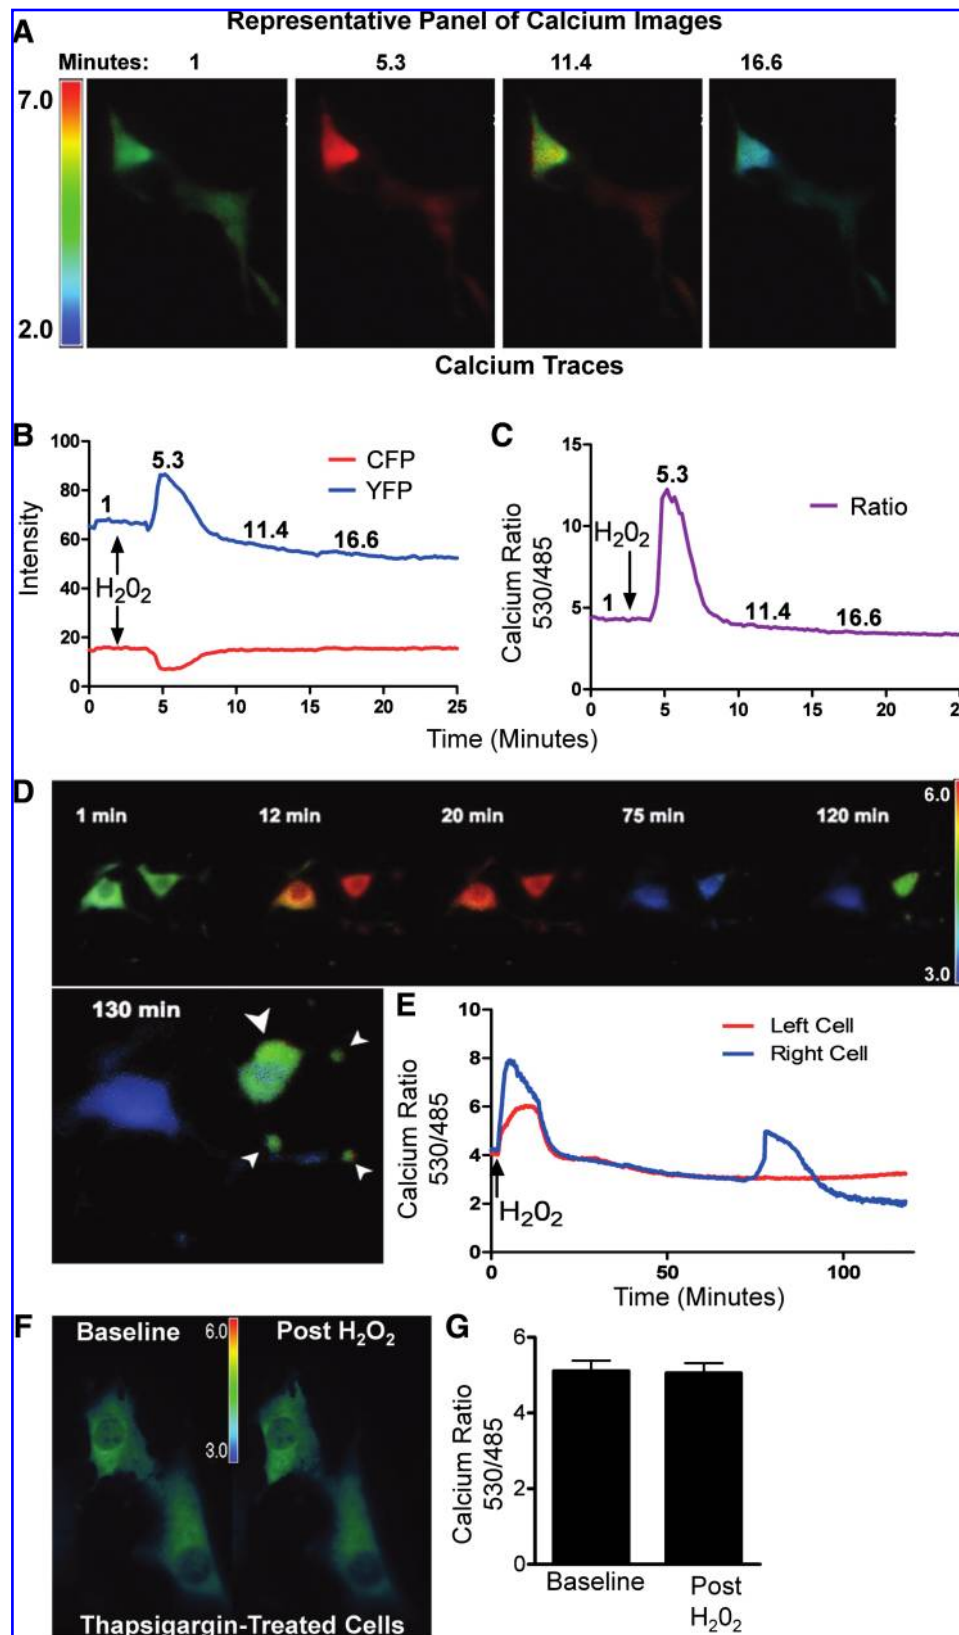 A
Representative Panel of Calcium Images
Minutes: 1 5.3 11.4 16.6
7.0
2.0
Calcium Traces
B
Intensity
100
80
60
40
20
0
1
5.3
11.4
16.6
H₂0₂
CFP
YFP
0 5 10 15 20 25
C
Calcium Ratio
530/485
15
10
5
0
1
H₂0₂
5.3
11.4
16.6
Ratio
0 5 10 15 20 25
Time (Minutes)
D
1 min 12 min 20 min 75 min 120 min
6.0
3.0
130 min
E
Calcium Ratio
530/485
10
8
6
4
2
0
Left Cell
Right Cell
H₂0₂
0 50 100
Time (Minutes)
F
Baseline
Post H₂O₂
6.0
3.0
Thapsigargin-Treated Cells
G
Calcium Ratio
530/485
6
4
2
0
Baseline
Post
H₂0₂